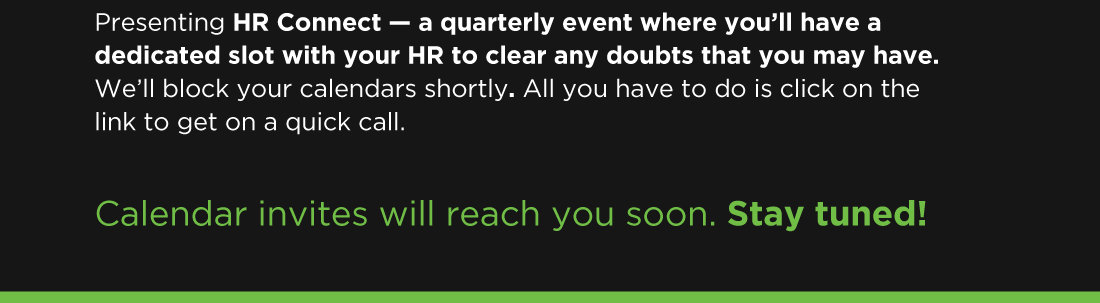 Presenting HR Connect — a quarterly event where you’ll have a
dedicated slot with your HR to clear any doubts that you may have.
We’ll block your calendars shortly. All you have to do is click on the
link to get on a quick call.
Calendar invites will reach you soon. Stay tuned!